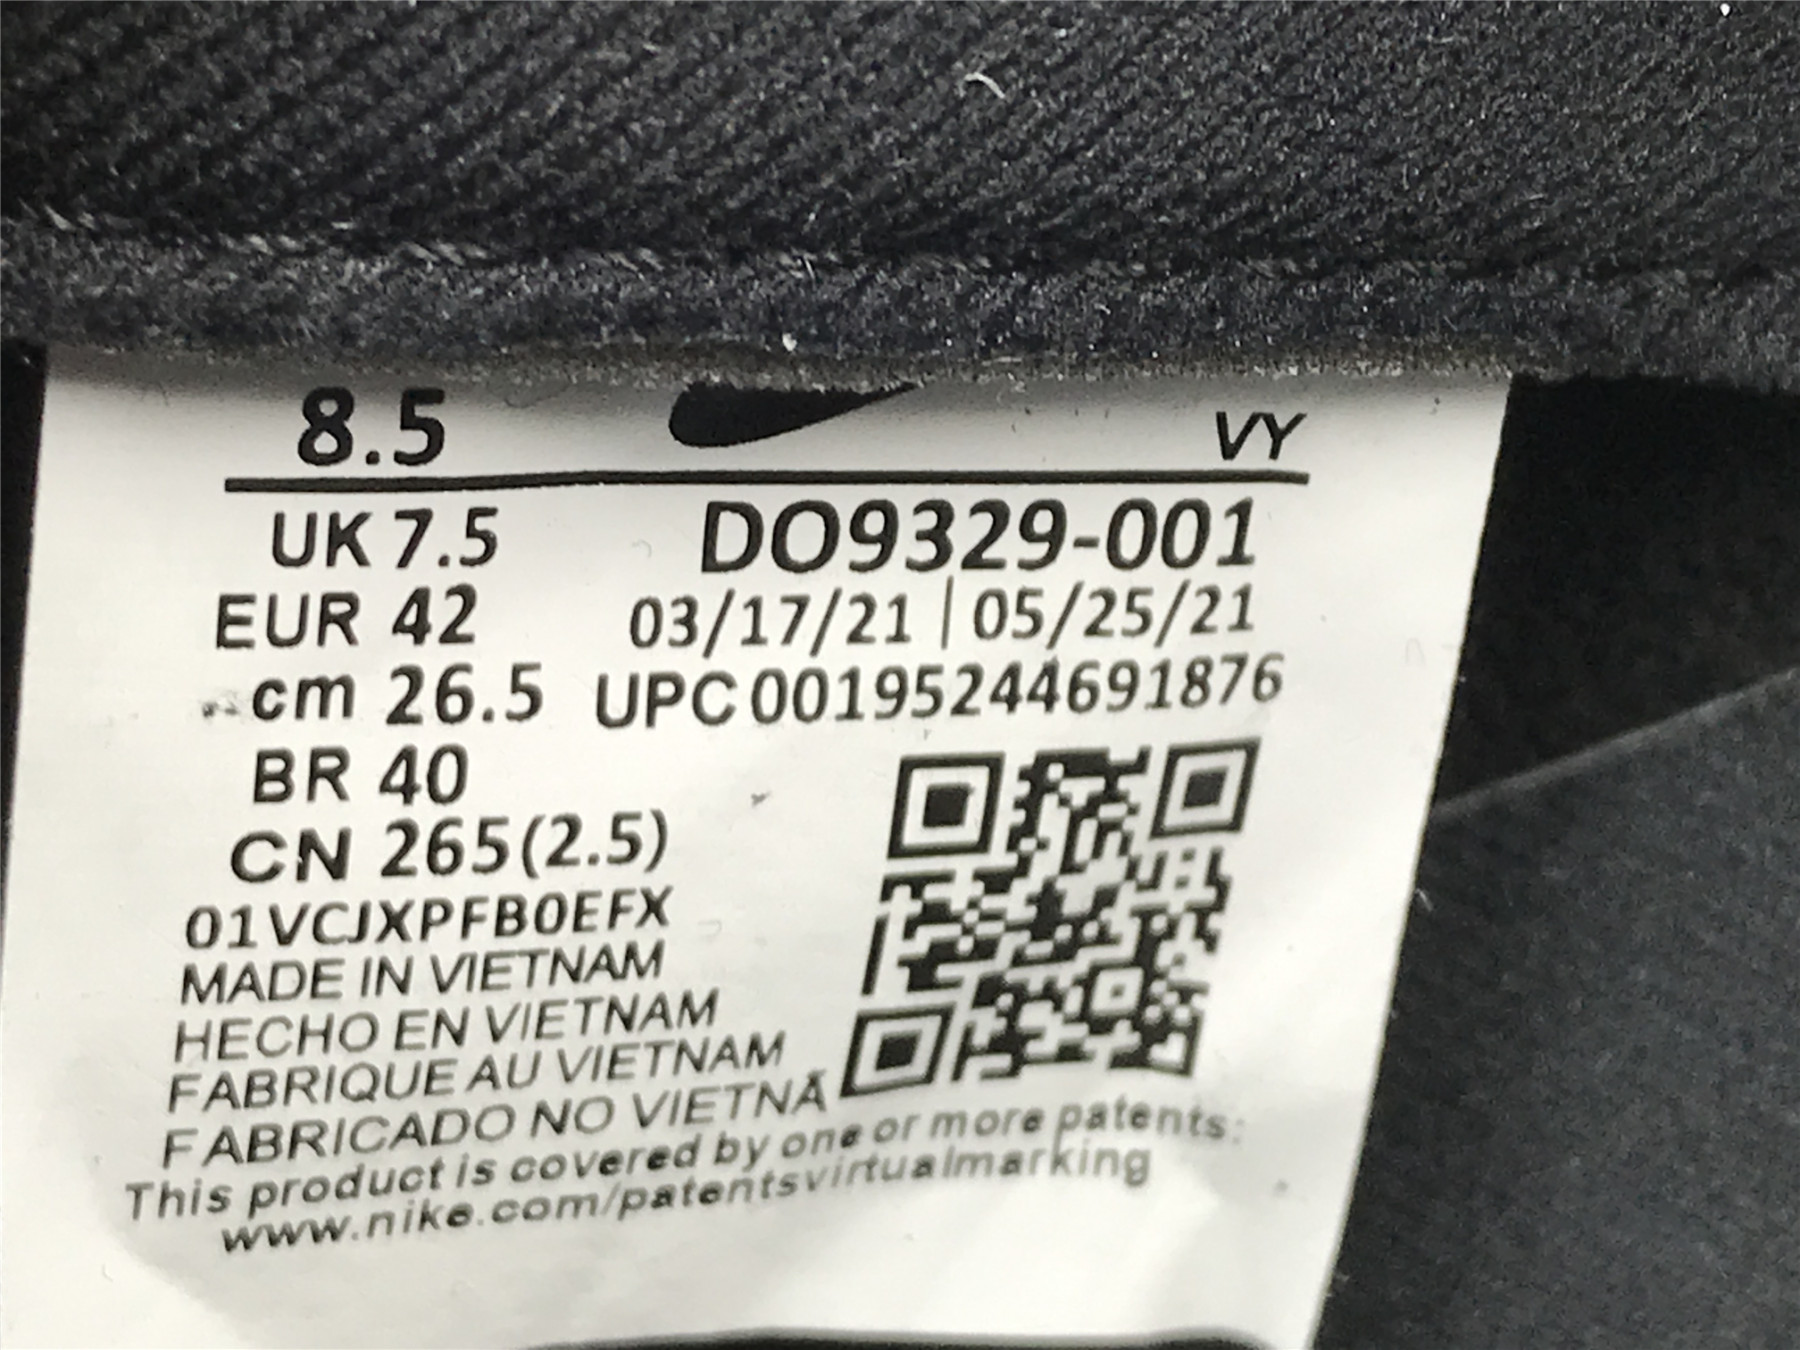 8.5 VY
UK 7.5 DO9329-001
EUR 42 03/17/21 | 05/25/21
cm 26.5 UPC 00195244691876
BR 40
CN 265(2.5)
01VCJXPFB0EFX
MADE IN VIETNAM
HECHO EN VIETNAM
FABRIQUE AU VIETNAM
FABRICADO NO VIETNÃ
This product is covered by one or more patents:
www.nike.com/patentsvirtualmarking